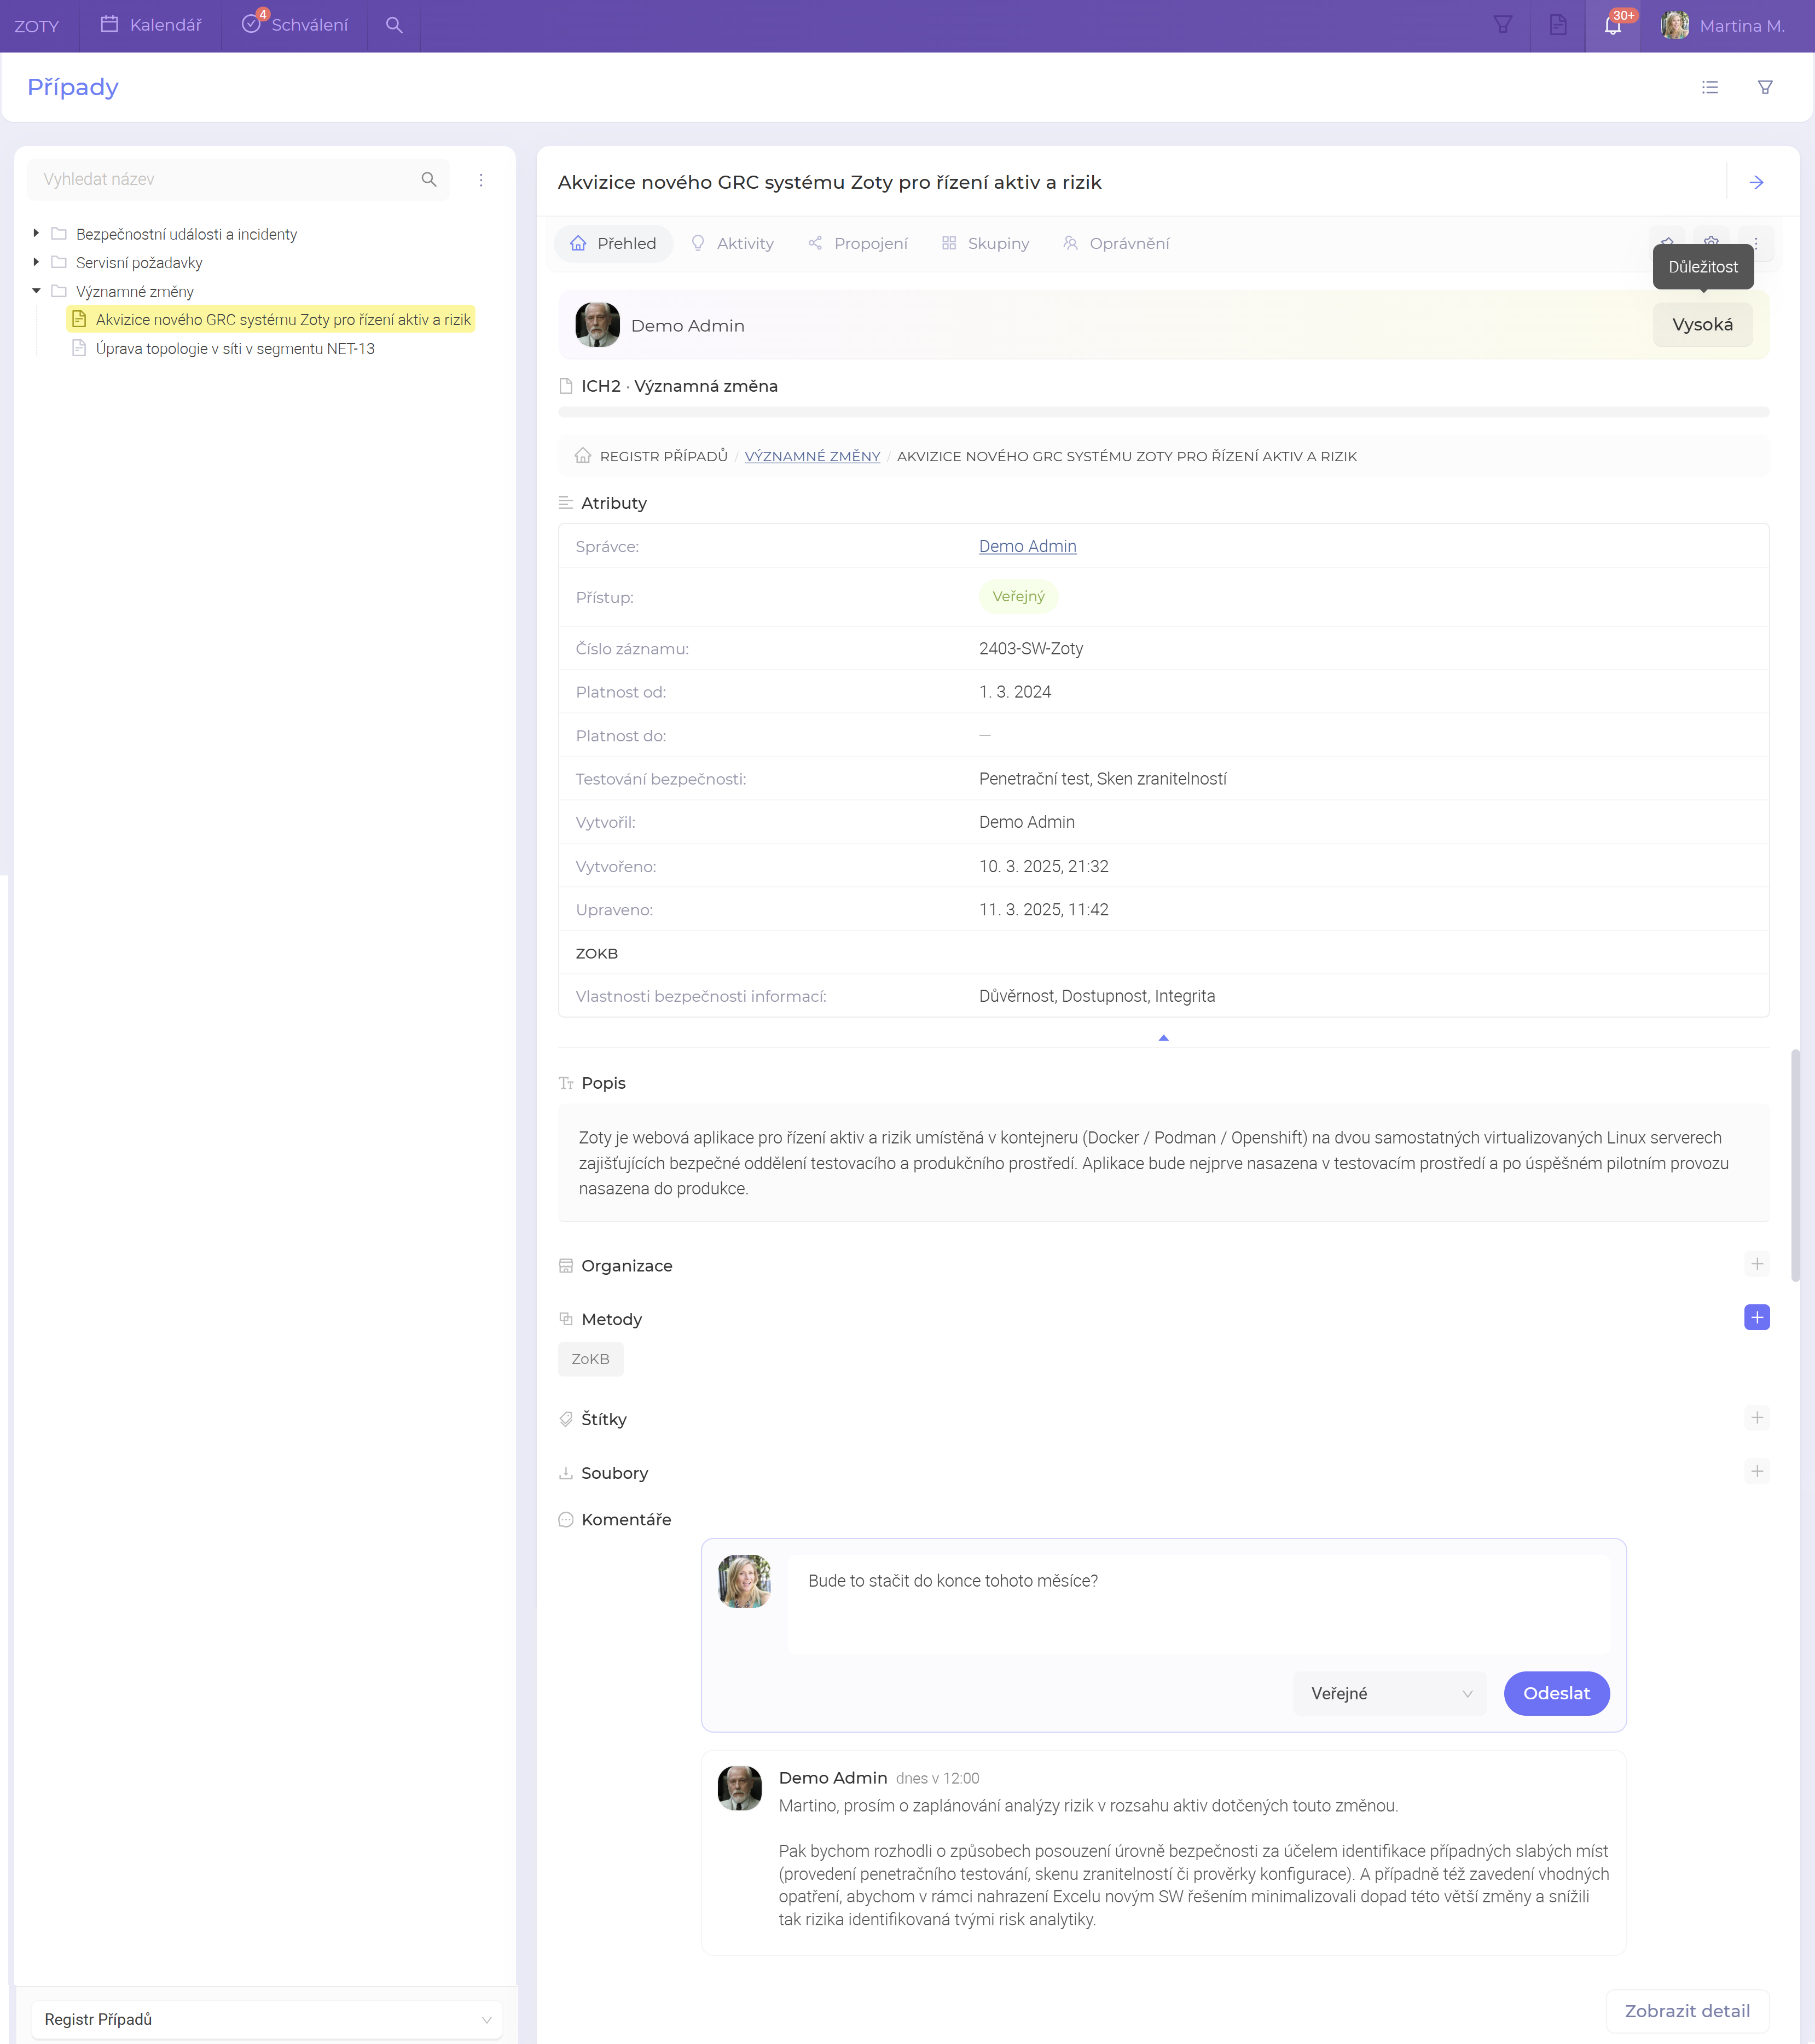 ZOTY
Kalendář
4
Schválení
30+
Martina M.
Případy
Vyhledat název
Bezpečnostní události a incidenty
Servisní požadavky
Významné změny
Akvizice nového GRC systému Zoty pro řízení aktiv a rizik
Úprava topologie v síti v segmentu NET-13
Registr Případů
Akvizice nového GRC systému Zoty pro řízení aktiv a rizik
Přehled
Aktivity
Propojení
Skupiny
Oprávnění
Důležitost
Demo Admin
Vysoká
ICH2 · Významná změna
REGISTR PŘÍPADŮ / VÝZNAMNÉ ZMĚNY / AKVIZICE NOVÉHO GRC SYSTÉMU ZOTY PRO ŘÍZENÍ AKTIV A RIZIK
Atributy
Správce: Demo Admin
Přístup: Veřejný
Číslo záznamu: 2403-SW-Zoty
Platnost od: 1. 3. 2024
Platnost do: —
Testování bezpečnosti: Penetrační test, Sken zranitelností
Vytvořil: Demo Admin
Vytvořeno: 10. 3. 2025, 21:32
Upraveno: 11. 3. 2025, 11:42
ZOKB
Vlastnosti bezpečnosti informací: Důvěrnost, Dostupnost, Integrita
Popis
Zoty je webová aplikace pro řízení aktiv a rizik umístěná v kontejneru (Docker / Podman / Openshift) na dvou samostatných virtualizovaných Linux serverech
zajišťujících bezpečné oddělení testovacího a produkčního prostředí. Aplikace bude nejprve nasazena v testovacím prostředí a po úspěšném pilotním provozu
nasazena do produkce.
Organizace
Metody
ZoKB
Štítky
Soubory
Komentáře
Bude to stačit do konce tohoto měsíce?
Veřejné
Odeslat
Demo Admin dnes v 12:00
Martino, prosím o zaplánování analýzy rizik v rozsahu aktiv dotčených touto změnou.
Pak bychom rozhodli o způsobech posouzení úrovně bezpečnosti za účelem identifikace případných slabých míst
(provedení penetračního testování, skenu zranitelností či prověrky konfigurace). A případně též zavedení vhodných
opatření, abychom v rámci nahrazení Excelu novým SW řešením minimalizovali dopad této větší změny a snížili
tak rizika identifikovaná tvými risk analytiky.
Zobrazit detail